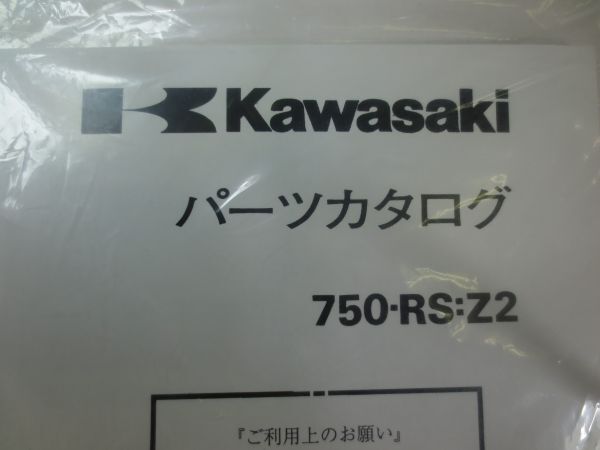 Kawasaki
パーツカタログ
750-RS:Z2
『ご利用上のお願い』